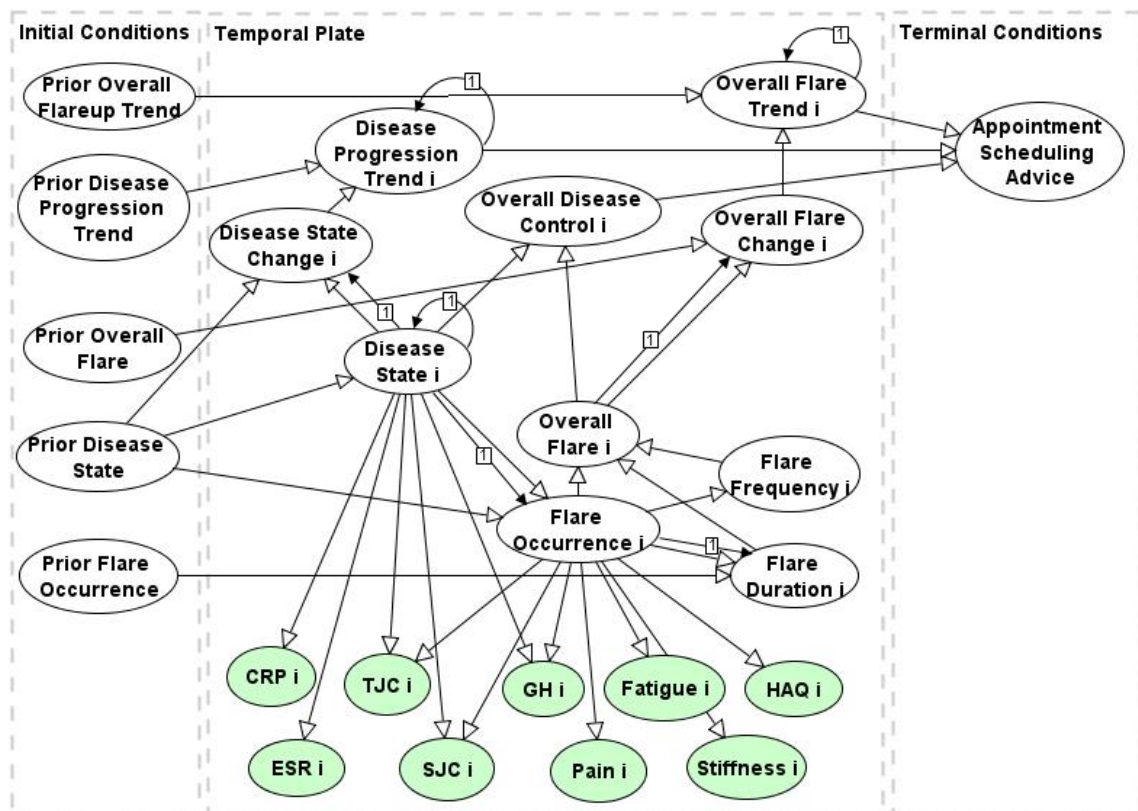 Initial Conditions
Temporal Plate
Terminal Conditions
Prior Overall
Flareup Trend
Prior Disease
Progression
Trend
Prior Overall
Flare
Prior Disease
State
Prior Flare
Occurrence
1
Disease
Progression
Trend i
Disease State
Change i
1
1
Disease
State i
Overall Disease
Control i
1
Overall Flare
Trend i
Overall Flare
Change i
1
Overall
Flare i
1
Flare
Occurrence i
Flare
Frequency i
1
Flare
Duration i
Appointment
Scheduling
Advice
CRP i
TJC i
GH i
Fatigue i
HAQ i
ESR i
SJC i
Pain i
Stiffness i